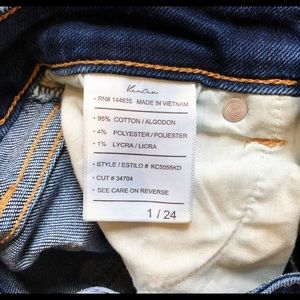 KanCan
• RN# 144635 MADE IN VIETNAM
• 95% COTTON / ALGODON
• 4% POLYESTER / POLIESTER
• 1% LYCRA / LICRA
• STYLE / ESTILO # KC5055KD
• CUT # 34704
• SEE CARE ON REVERSE
1 / 24